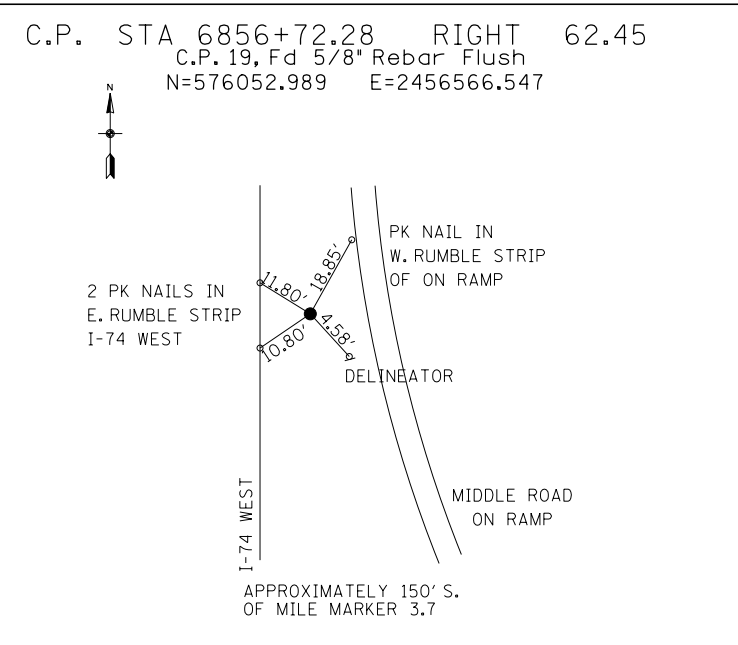 C.P. STA 6856+72.28 RIGHT 62.45
C.P. 19, Fd 5/8" Rebar Flush
N=576052.989 E=2456566.547
N
PK NAIL IN
W. RUMBLE STRIP
OF ON RAMP
18.85'
11.80'
2 PK NAILS IN
E. RUMBLE STRIP
I-74 WEST
4.58'
10.80'
DELINEATOR
I-74 WEST
MIDDLE ROAD
ON RAMP
APPROXIMATELY 150' S.
OF MILE MARKER 3.7